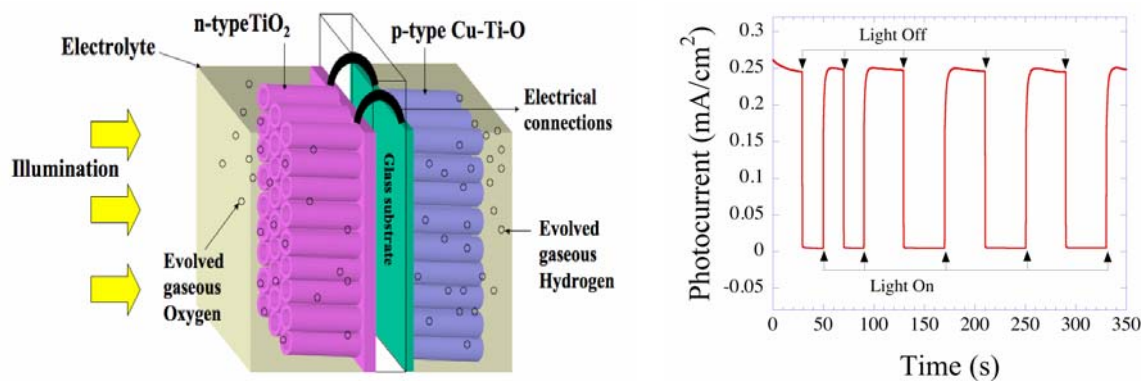 n-typeTiO2
p-type Cu-Ti-O
Electrolyte
Electrical
connections
Illumination
Glass substrate
Evolved
gaseous
Oxygen
Evolved
gaseous
Hydrogen
Photocurrent (mA/cm2)
0.3
0.25
0.2
0.15
0.1
0.05
0
-0.05
Light Off
Light On
0 50 100 150 200 250 300 350
Time (s)